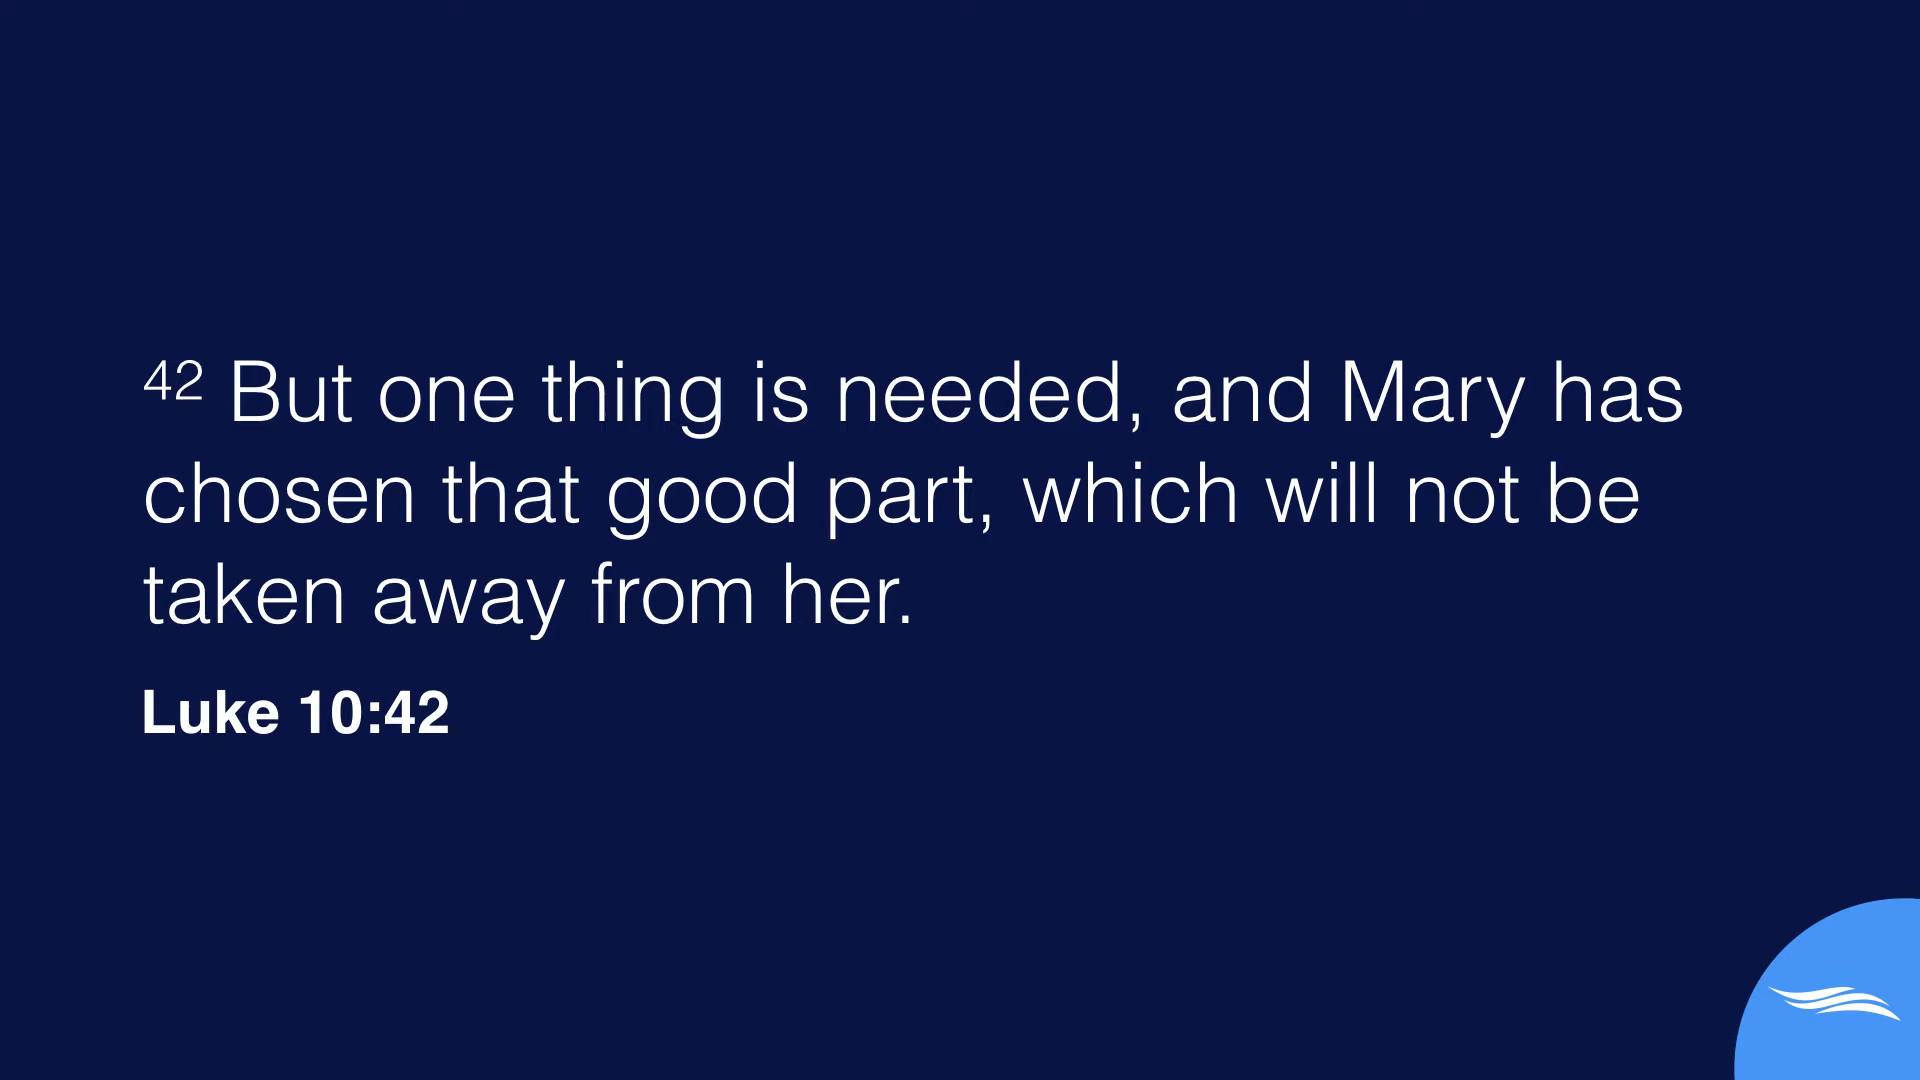 42 But one thing is needed, and Mary has
chosen that good part, which will not be
taken away from her.
Luke 10:42